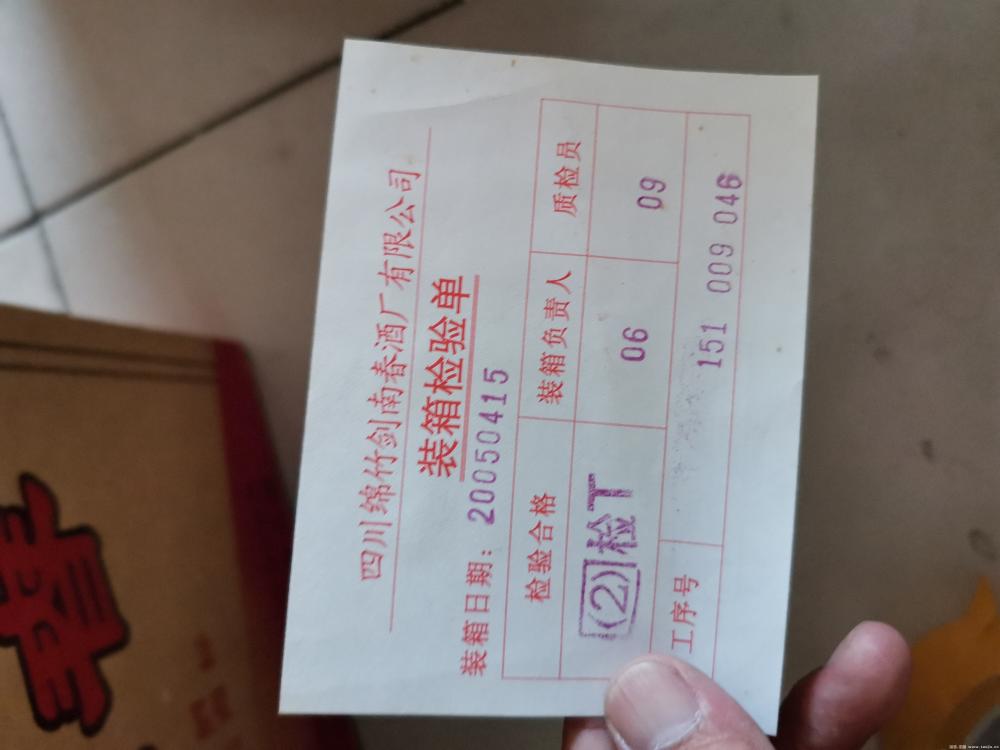 四川绵竹剑南春酒厂有限公司
装箱检验单
装箱日期: 20050415
检验合格 装箱负责人 质检员
(2)检 06 09
工序号 151 009 046
春